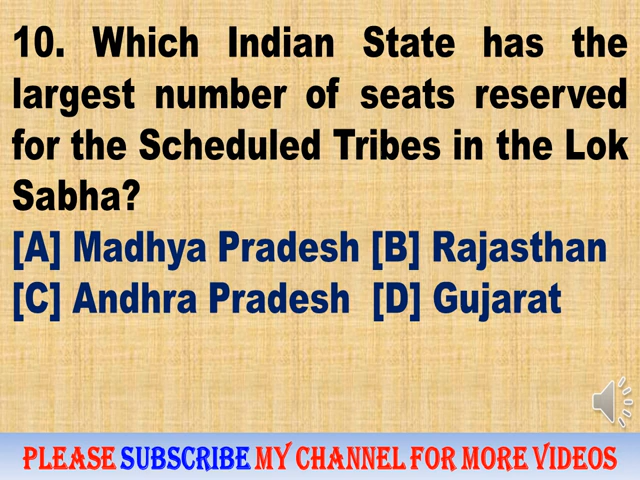 10. Which Indian State has the
largest number of seats reserved
for the Scheduled Tribes in the Lok
Sabha?
[A] Madhya Pradesh [B] Rajasthan
[C] Andhra Pradesh [D] Gujarat
PLEASE SUBSCRIBE MY CHANNEL FOR MORE VIDEOS